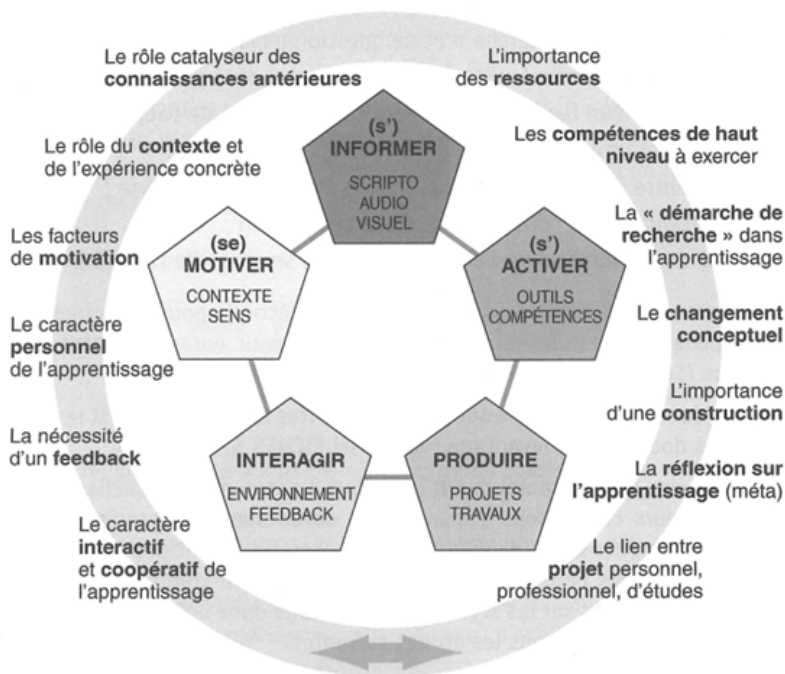 Le rôle catalyseur des
connaissances antérieures
L'importance
des ressources
Le rôle du contexte et
de l'expérience concrète
(s')
INFORMER
SCRIPTO
AUDIO
VISUEL
Les compétences de haut
niveau à exercer
Les facteurs
de motivation
(se)
MOTIVER
CONTEXTE
SENS
(s')
ACTIVER
OUTILS
COMPÉTENCES
La « démarche de
recherche » dans
l'apprentissage
Le caractère
personnel
de l'apprentissage
Le changement
conceptuel
L'importance
d'une construction
La nécessité
d'un feedback
INTERAGIR
ENVIRONNEMENT
FEEDBACK
PRODUIRE
PROJETS
TRAVAUX
La réflexion sur
l'apprentissage (méta)
Le caractère
interactif
et coopératif de
l'apprentissage
Le lien entre
projet personnel,
professionnel, d'études